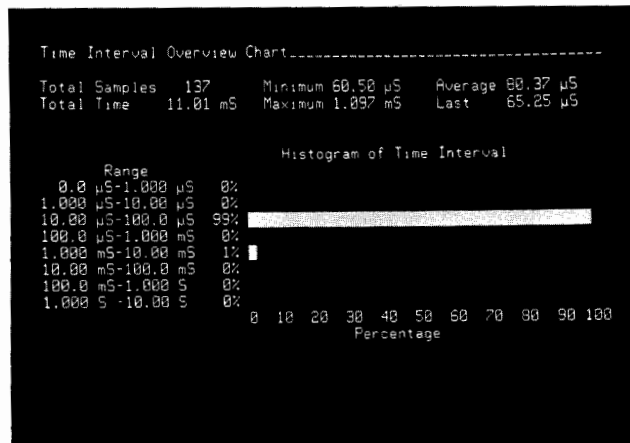 Time Interval Overview Chart
Total Samples 137 Minimum 60.50 µS Average 80.37 µS
Total Time 11.01 mS Maximum 1.097 mS Last 65.25 µS
Histogram of Time Interval
Range
0.0 µS-1.000 µS 0%
1.000 µS-10.00 µS 0%
10.00 µS-100.0 µS 99%
100.0 µS-1.000 mS 0%
1.000 mS-10.00 mS 1%
10.00 mS-100.0 mS 0%
100.0 mS-1.000 S 0%
1.000 S -10.00 S 0%
0 10 20 30 40 50 60 70 80 90 100
Percentage